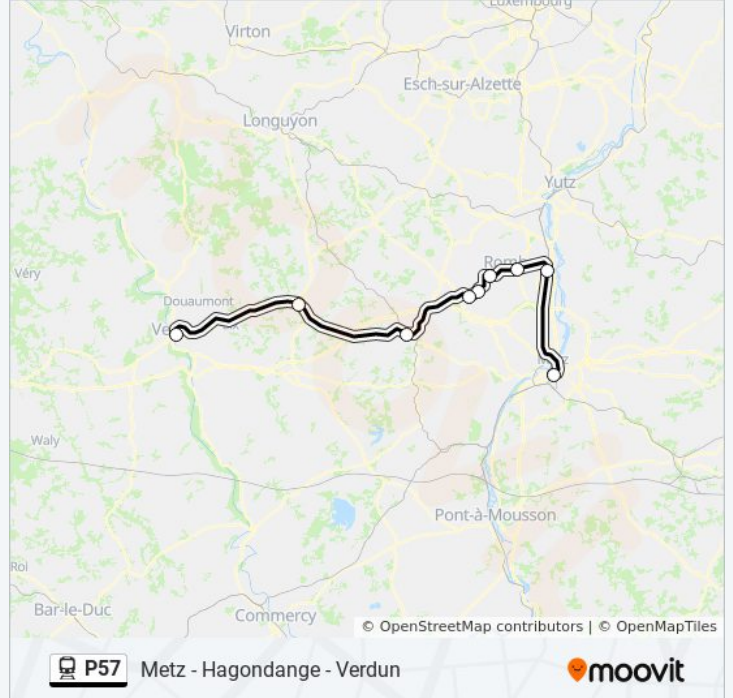 Luxembourg
Virton
Esch-sur-Alzette
Longuyon
Yutz
Véry
Douaumont
Waly
Pont-à-Mousson
Roi
Bar-le-Duc
Commercy
© OpenStreetMap contributors | © OpenMapTiles
P57 Metz - Hagondange - Verdun
moovit